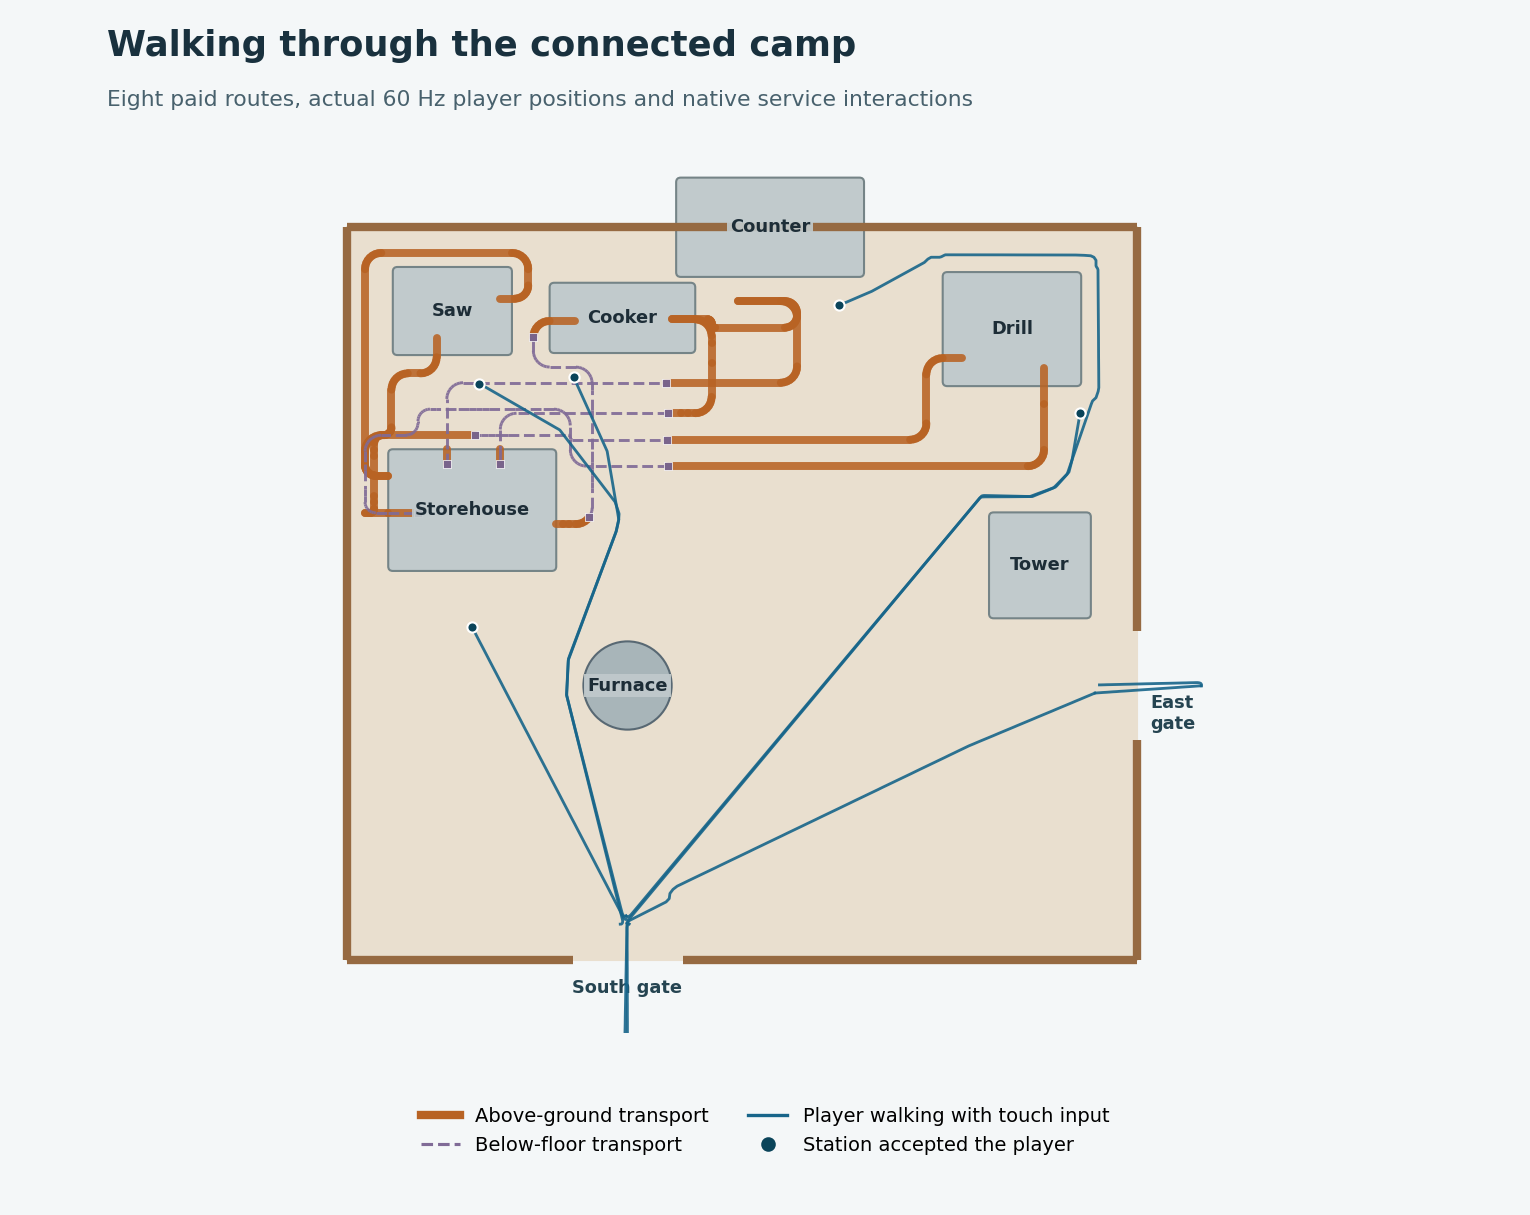 Walking through the connected camp
Eight paid routes, actual 60 Hz player positions and native service interactions
Counter
Saw
Cooker
Drill
Storehouse
Tower
Furnace
East
gate
South gate
Above-ground transport
Below-floor transport
Player walking with touch input
Station accepted the player